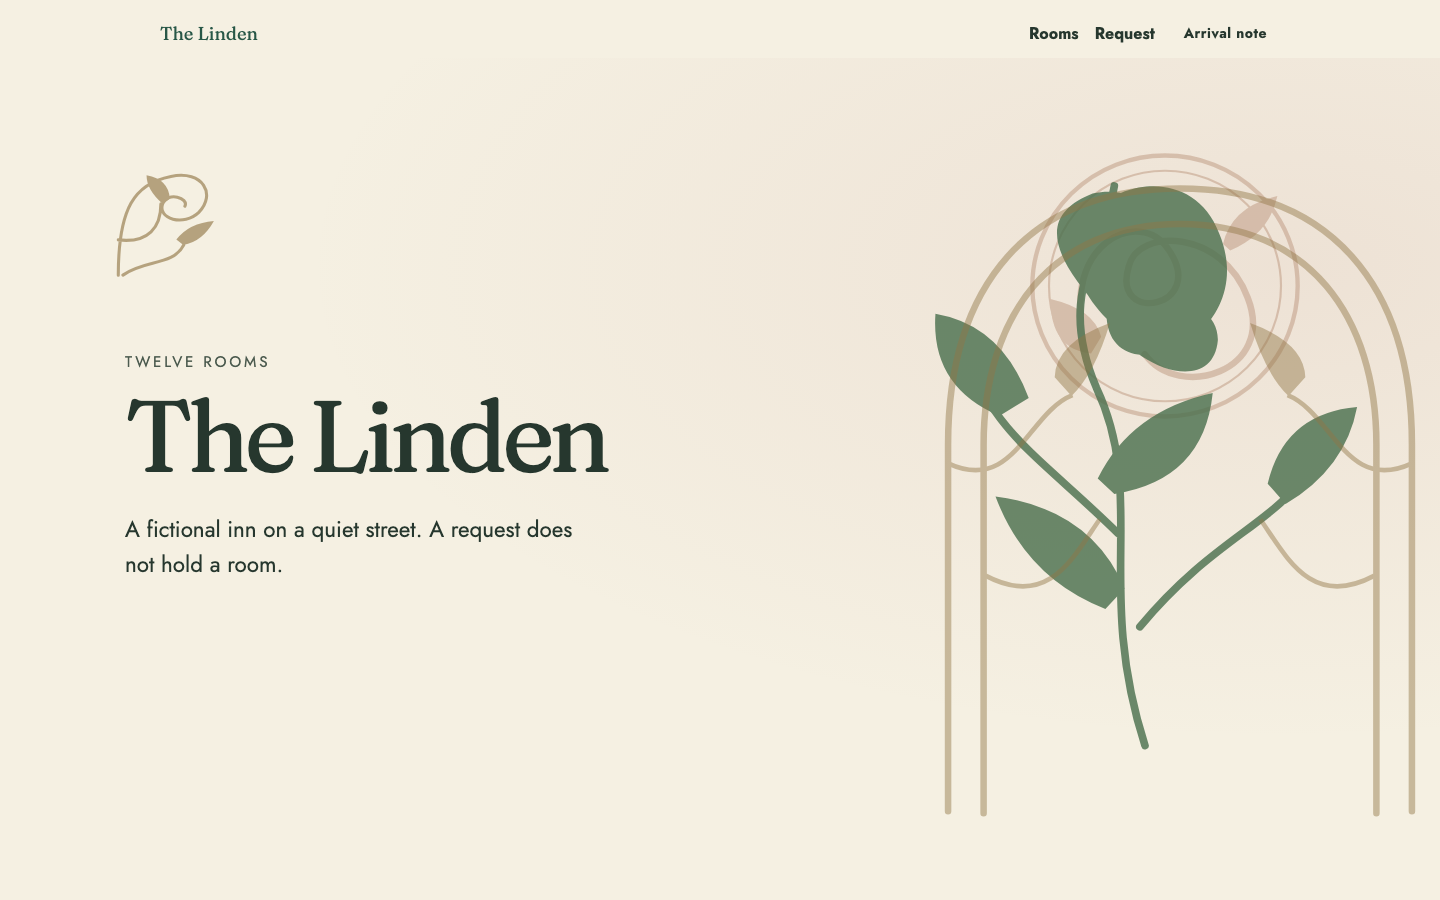 The Linden
Rooms Request Arrival note
TWELVE ROOMS
The Linden
A fictional inn on a quiet street. A request does
not hold a room.